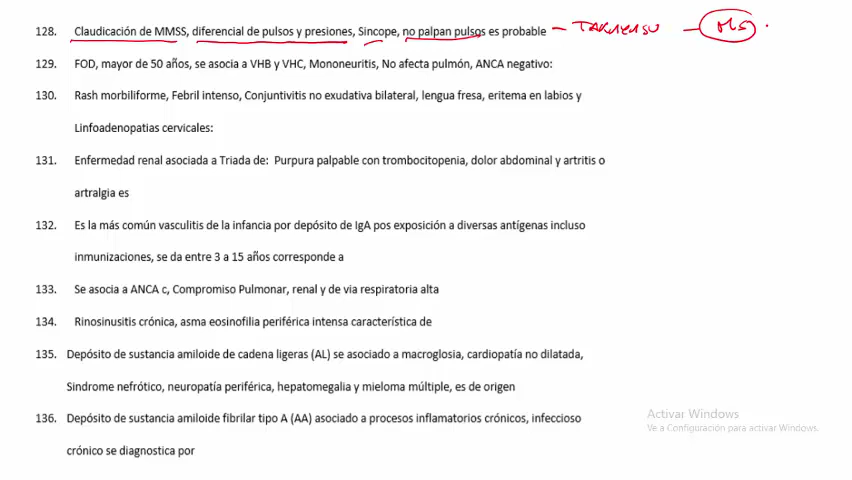 128. Claudicación de MMSS, diferencial de pulsos y presiones, Sincope, no palpan pulsos es probable – TAKAYASU –
129. FOD, mayor de 50 años, se asocia a VHB y VHC, Mononeuritis, No afecta pulmón, ANCA negativo:
130. Rash morbiliforme, Febril intenso, Conjuntivitis no exudativa bilateral, lengua fresa, eritema en labios y
Linfoadenopatias cervicales:
131. Enfermedad renal asociada a Triada de: Purpura palpable con trombocitopenia, dolor abdominal y artritis o
artralgia es
132. Es la más común vasculitis de la infancia por depósito de IgA pos exposición a diversas antígenas incluso
inmunizaciones, se da entre 3 a 15 años corresponde a
133. Se asocia a ANCA c, Compromiso Pulmonar, renal y de via respiratoria alta
134. Rinosinusitis crónica, asma eosinofilia periférica intensa característica de
135. Depósito de sustancia amiloide de cadena ligeras (AL) se asociado a macroglosia, cardiopatía no dilatada,
Sindrome nefrótico, neuropatía periférica, hepatomegalia y mieloma múltiple, es de origen
136. Depósito de sustancia amiloide fibrilar tipo A (AA) asociado a procesos inflamatorios crónicos, infeccioso
crónico se diagnostica por
Activar Windows
Ve a Configuración para activar Windows.